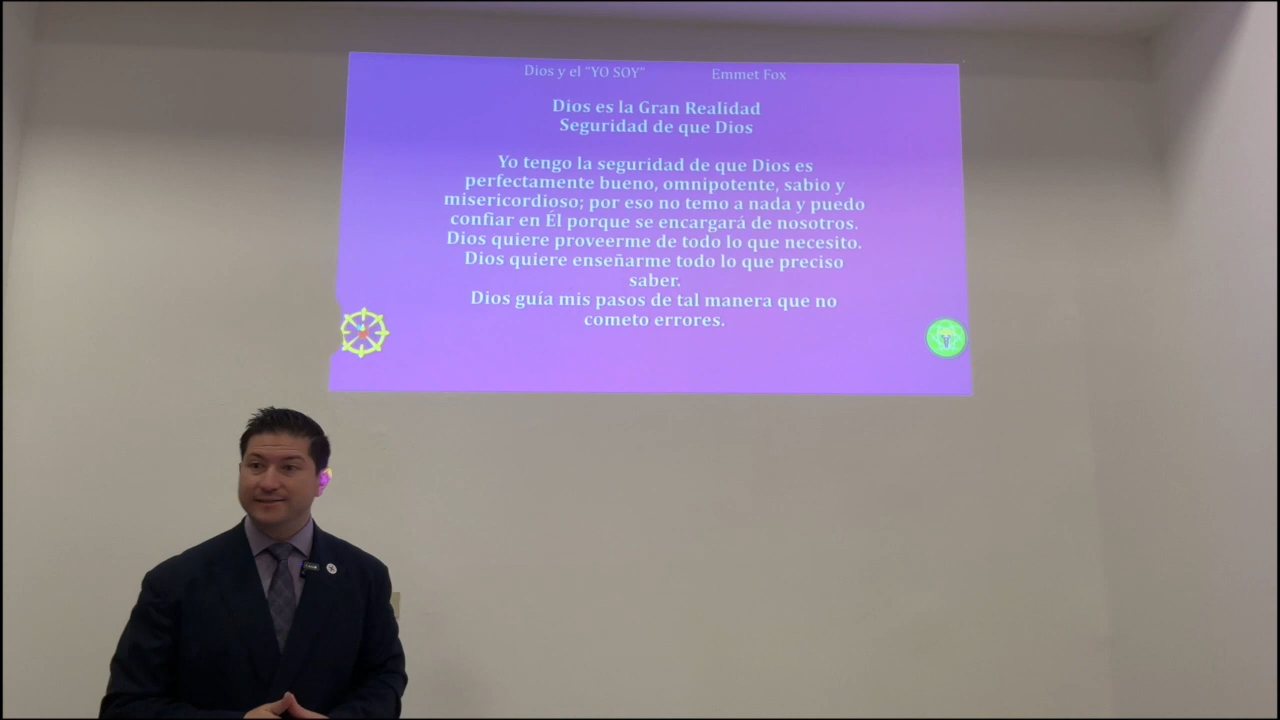 Dios y el "YO SOY" Emmet Fox
Dios es la Gran Realidad
Seguridad de que Dios
Yo tengo la seguridad de que Dios es
perfectamente bueno, omnipotente, sabio y
misericordioso; por eso no temo a nada y puedo
confiar en Él porque se encargará de nosotros.
Dios quiere proveerme de todo lo que necesito.
Dios quiere enseñarme todo lo que preciso
saber.
Dios guía mis pasos de tal manera que no
cometo errores.